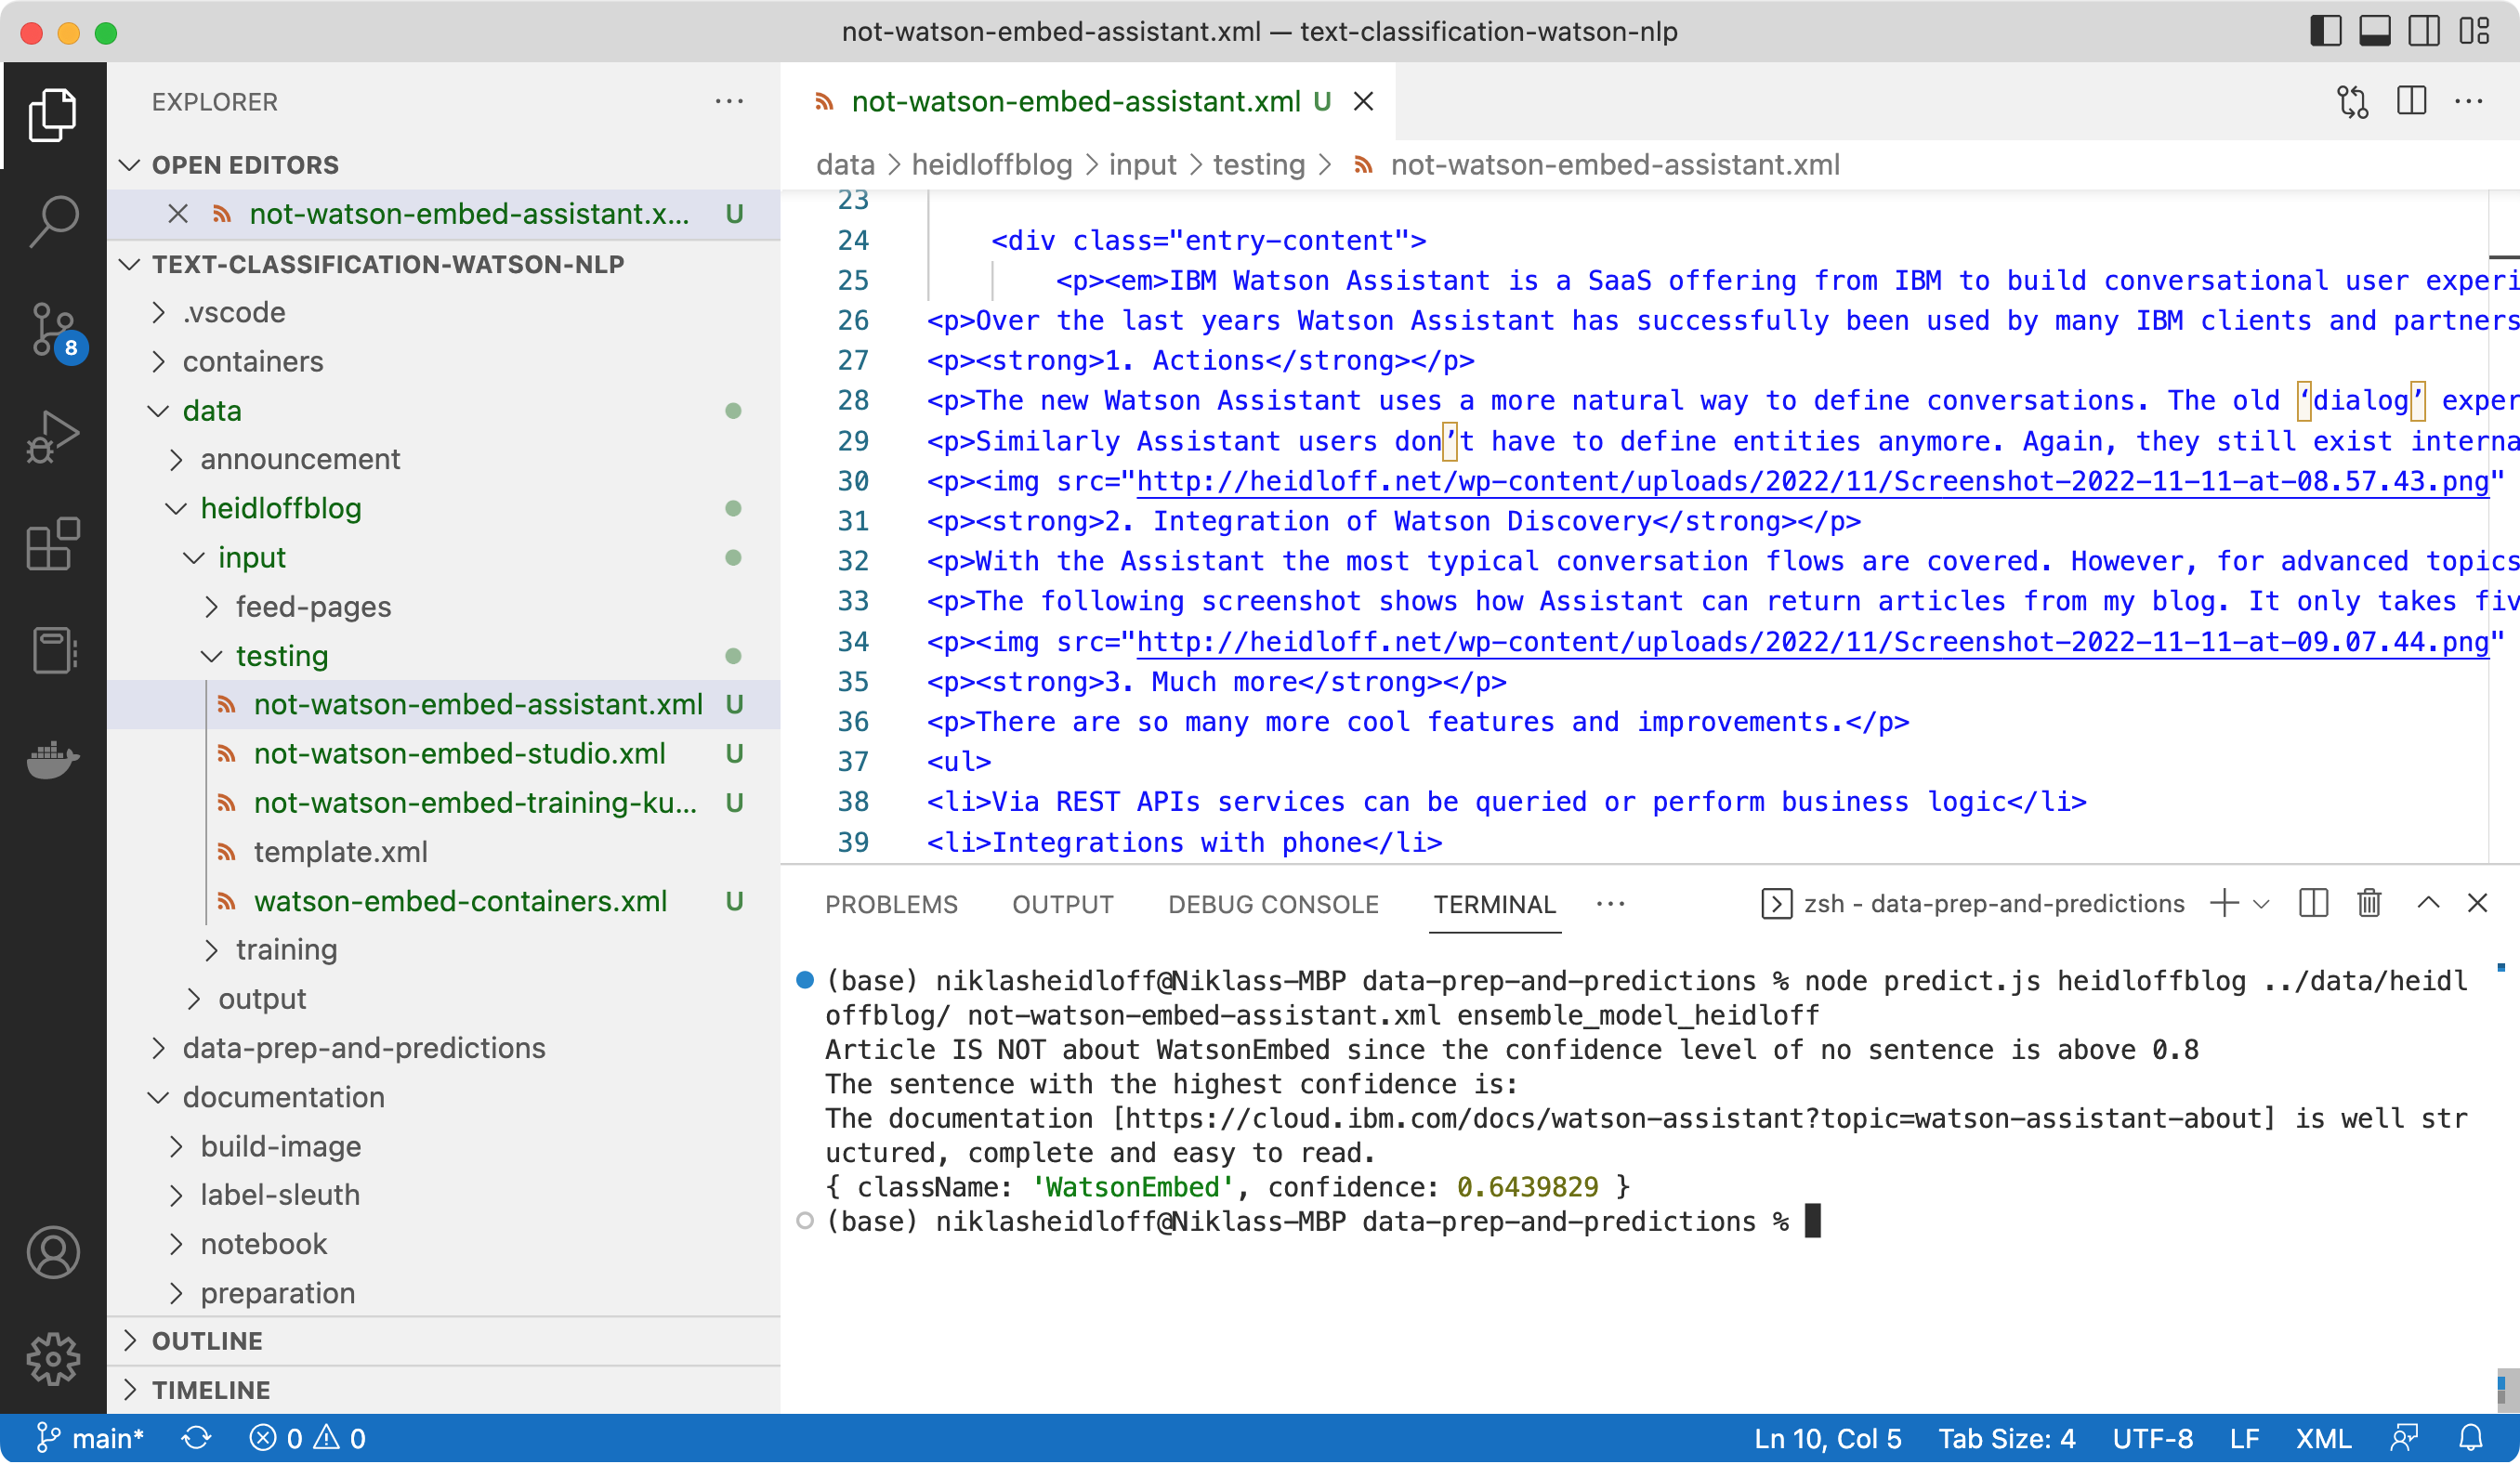 not-watson-embed-assistant.xml — text-classification-watson-nlp
EXPLORER
OPEN EDITORS
not-watson-embed-assistant.x... U
TEXT-CLASSIFICATION-WATSON-NLP
.vscode
containers
data
announcement
heidloffblog
input
feed-pages
testing
not-watson-embed-assistant.xml U
not-watson-embed-studio.xml U
not-watson-embed-training-ku... U
template.xml
watson-embed-containers.xml U
training
output
data-prep-and-predictions
documentation
build-image
label-sleuth
notebook
preparation
OUTLINE
TIMELINE
8
not-watson-embed-assistant.xml U
data > heidloffblog > input > testing > not-watson-embed-assistant.xml
23
24 <div class="entry-content">
25 <p><em>IBM Watson Assistant is a SaaS offering from IBM to build conversational user experi
26 <p>Over the last years Watson Assistant has successfully been used by many IBM clients and partners
27 <p><strong>1. Actions</strong></p>
28 <p>The new Watson Assistant uses a more natural way to define conversations. The old ‘dialog’ exper
29 <p>Similarly Assistant users don’t have to define entities anymore. Again, they still exist interna
30 <p><img src="http://heidloff.net/wp-content/uploads/2022/11/Screenshot-2022-11-11-at-08.57.43.png"
31 <p><strong>2. Integration of Watson Discovery</strong></p>
32 <p>With the Assistant the most typical conversation flows are covered. However, for advanced topics
33 <p>The following screenshot shows how Assistant can return articles from my blog. It only takes fiv
34 <p><img src="http://heidloff.net/wp-content/uploads/2022/11/Screenshot-2022-11-11-at-09.07.44.png"
35 <p><strong>3. Much more</strong></p>
36 <p>There are so many more cool features and improvements.</p>
37 <ul>
38 <li>Via REST APIs services can be queried or perform business logic</li>
39 <li>Integrations with phone</li>
PROBLEMS OUTPUT DEBUG CONSOLE TERMINAL zsh - data-prep-and-predictions
(base) niklasheidloff@Niklass-MBP data-prep-and-predictions % node predict.js heidloffblog ../data/heidl
offblog/ not-watson-embed-assistant.xml ensemble_model_heidloff
Article IS NOT about WatsonEmbed since the confidence level of no sentence is above 0.8
The sentence with the highest confidence is:
The documentation [https://cloud.ibm.com/docs/watson-assistant?topic=watson-assistant-about] is well str
uctured, complete and easy to read.
{ className: 'WatsonEmbed', confidence: 0.6439829 }
(base) niklasheidloff@Niklass-MBP data-prep-and-predictions %
main* 0 0 Ln 10, Col 5 Tab Size: 4 UTF-8 LF XML